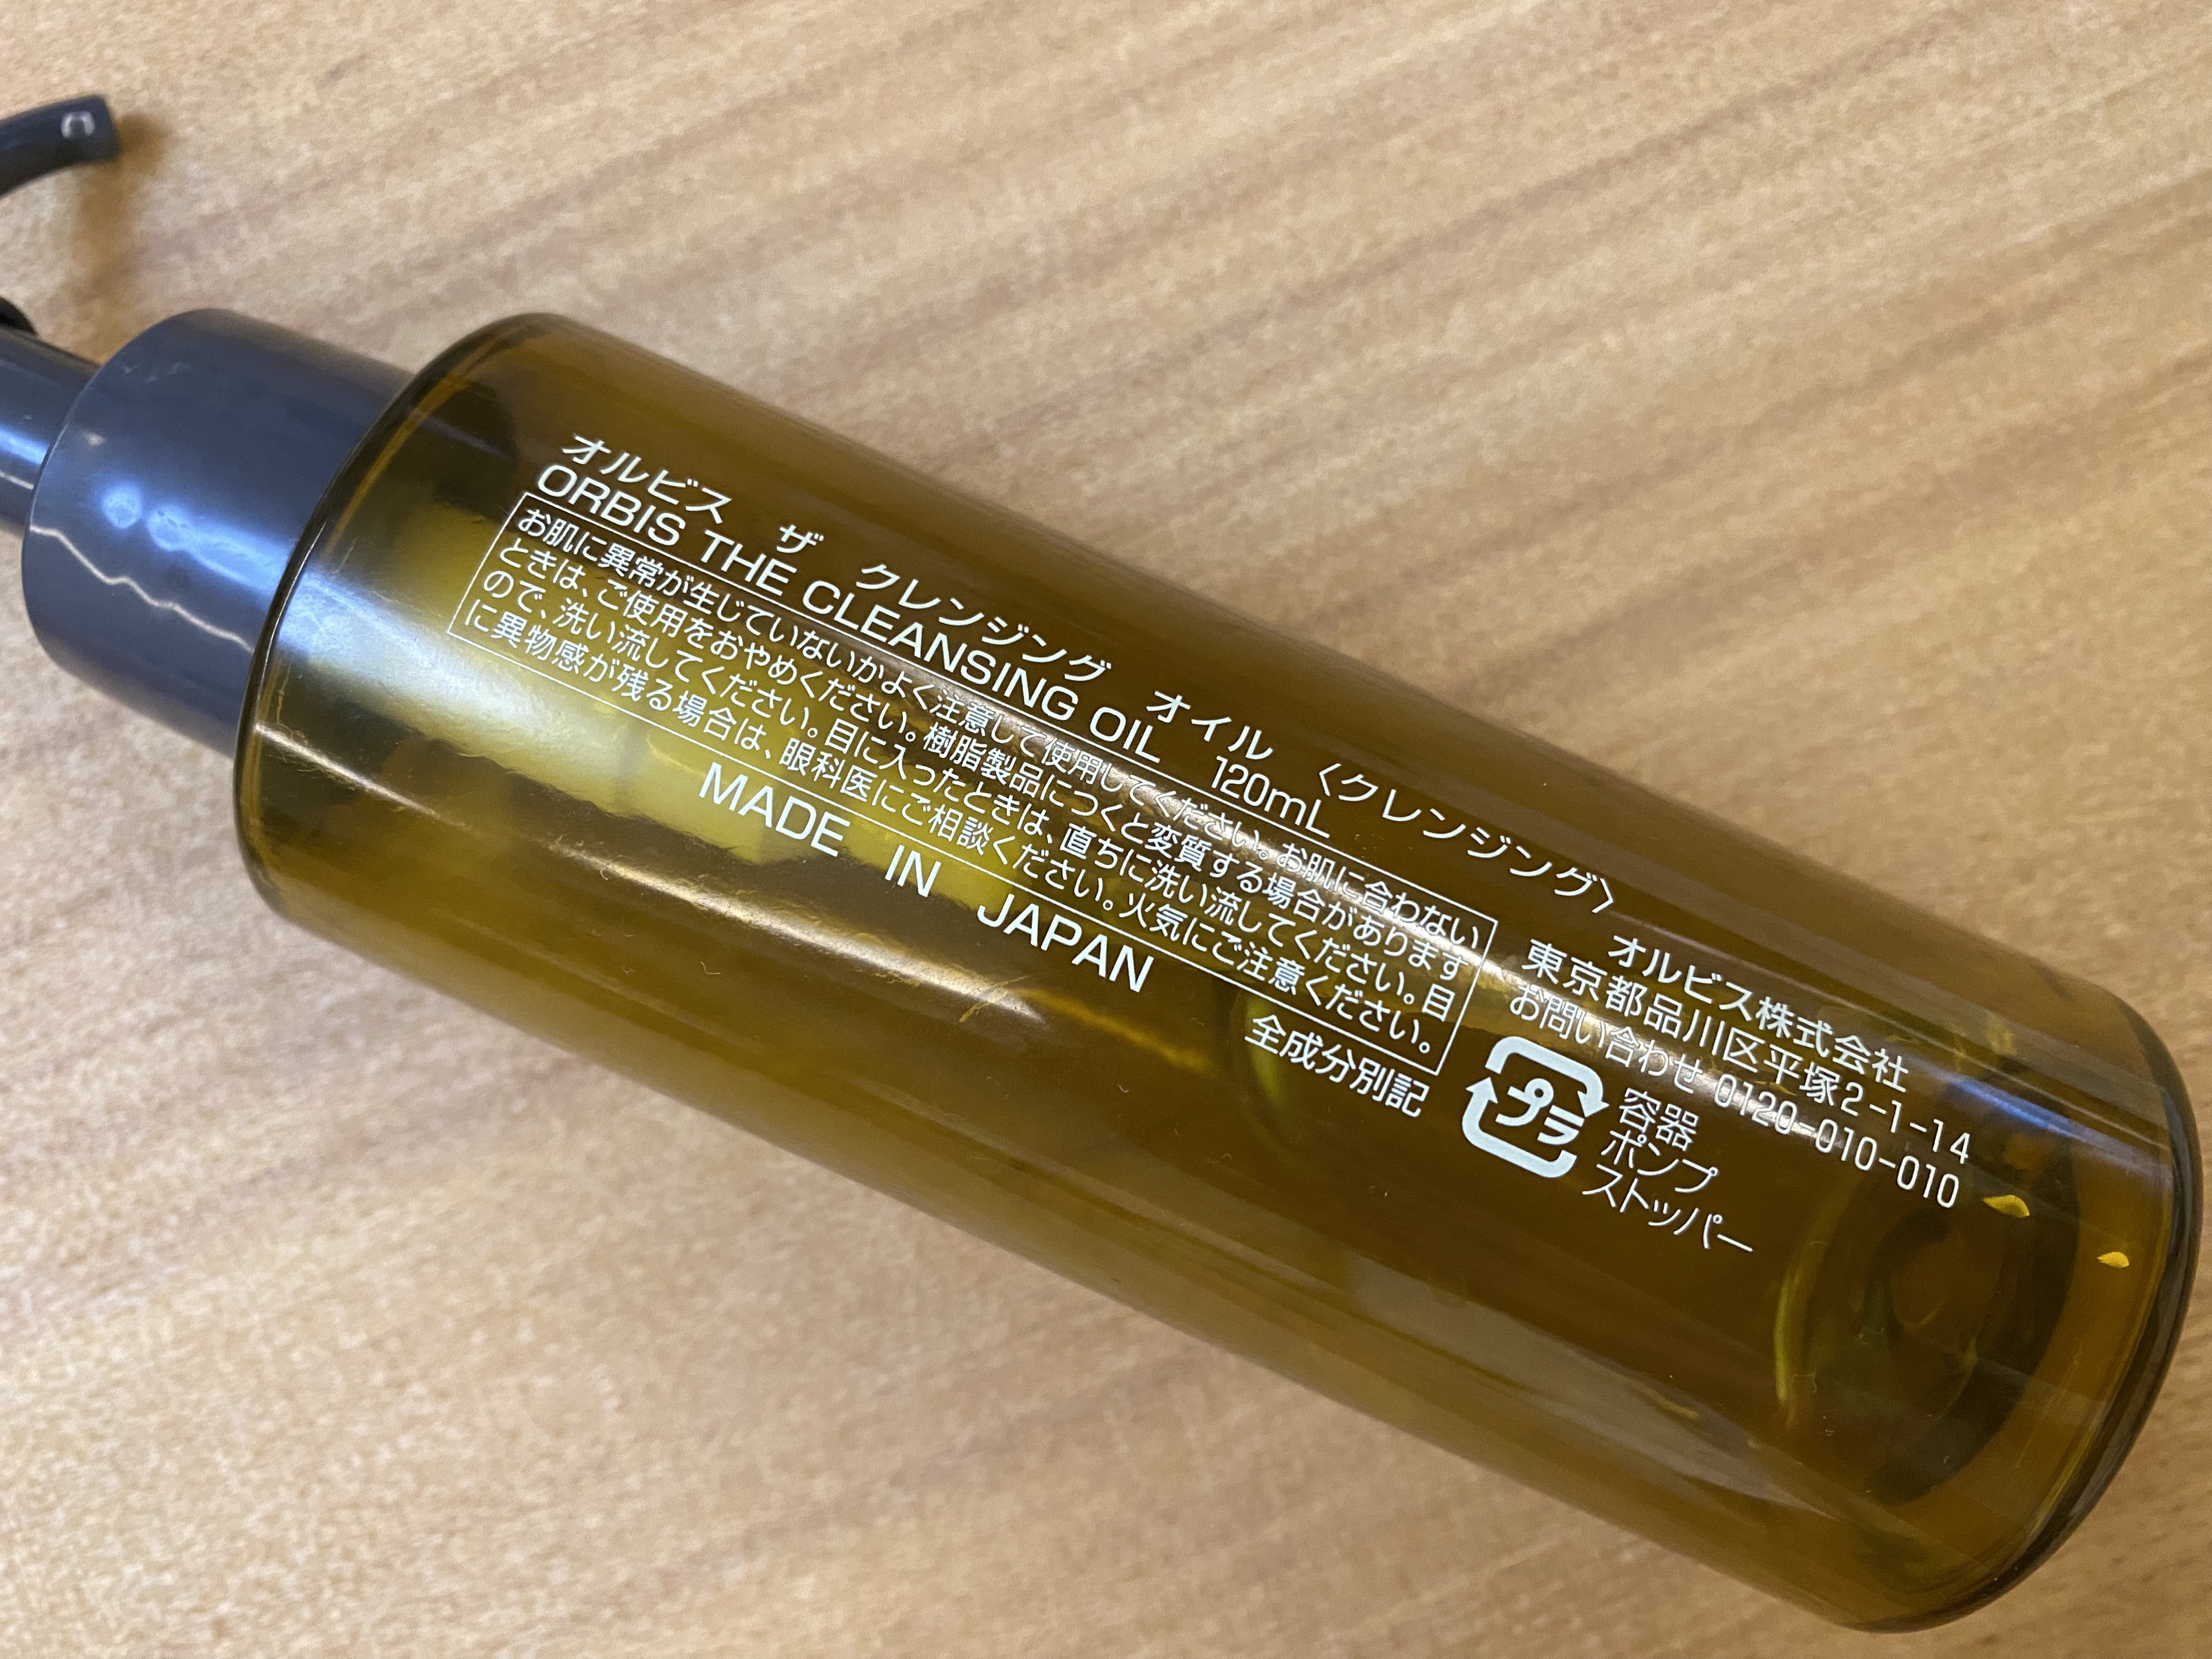 オルビス ザ クレンジング オイル 〈クレンジング〉
ORBIS THE CLEANSING OIL 120mL
お肌に異常が生じていないかよく注意して使用してください。お肌に合わない
ときは、ご使用をおやめください。樹脂製品につくと変質する場合があります
ので、洗い流してください。目に入ったときは、直ちに洗い流してください。目
に異物感が残る場合は、眼科医にご相談ください。火気にご注意ください。
MADE IN JAPAN
全成分別記
オルビス株式会社
東京都品川区平塚2-1-14
お問い合わせ 0120-010-010
プラ
容器
ポンプ
ストッパー